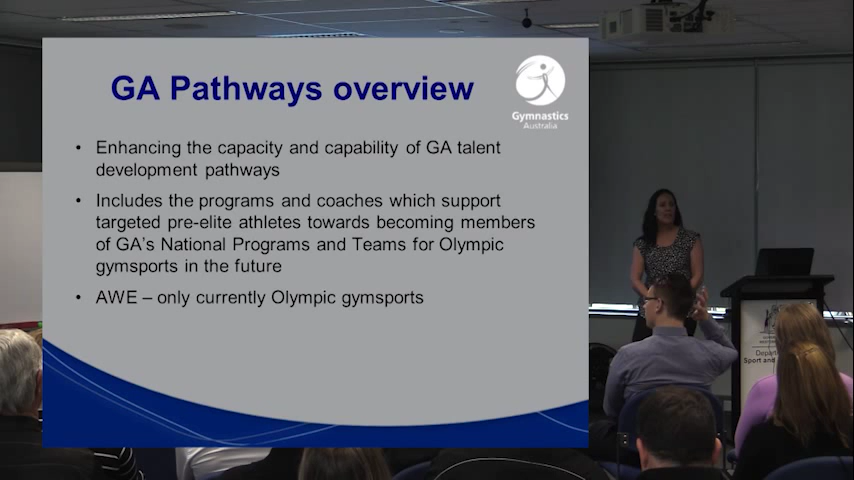 GA Pathways overview
Gymnastics
Australia
• Enhancing the capacity and capability of GA talent
development pathways
• Includes the programs and coaches which support
targeted pre-elite athletes towards becoming members
of GA's National Programs and Teams for Olympic
gymsports in the future
• AWE – only currently Olympic gymsports
Sport and